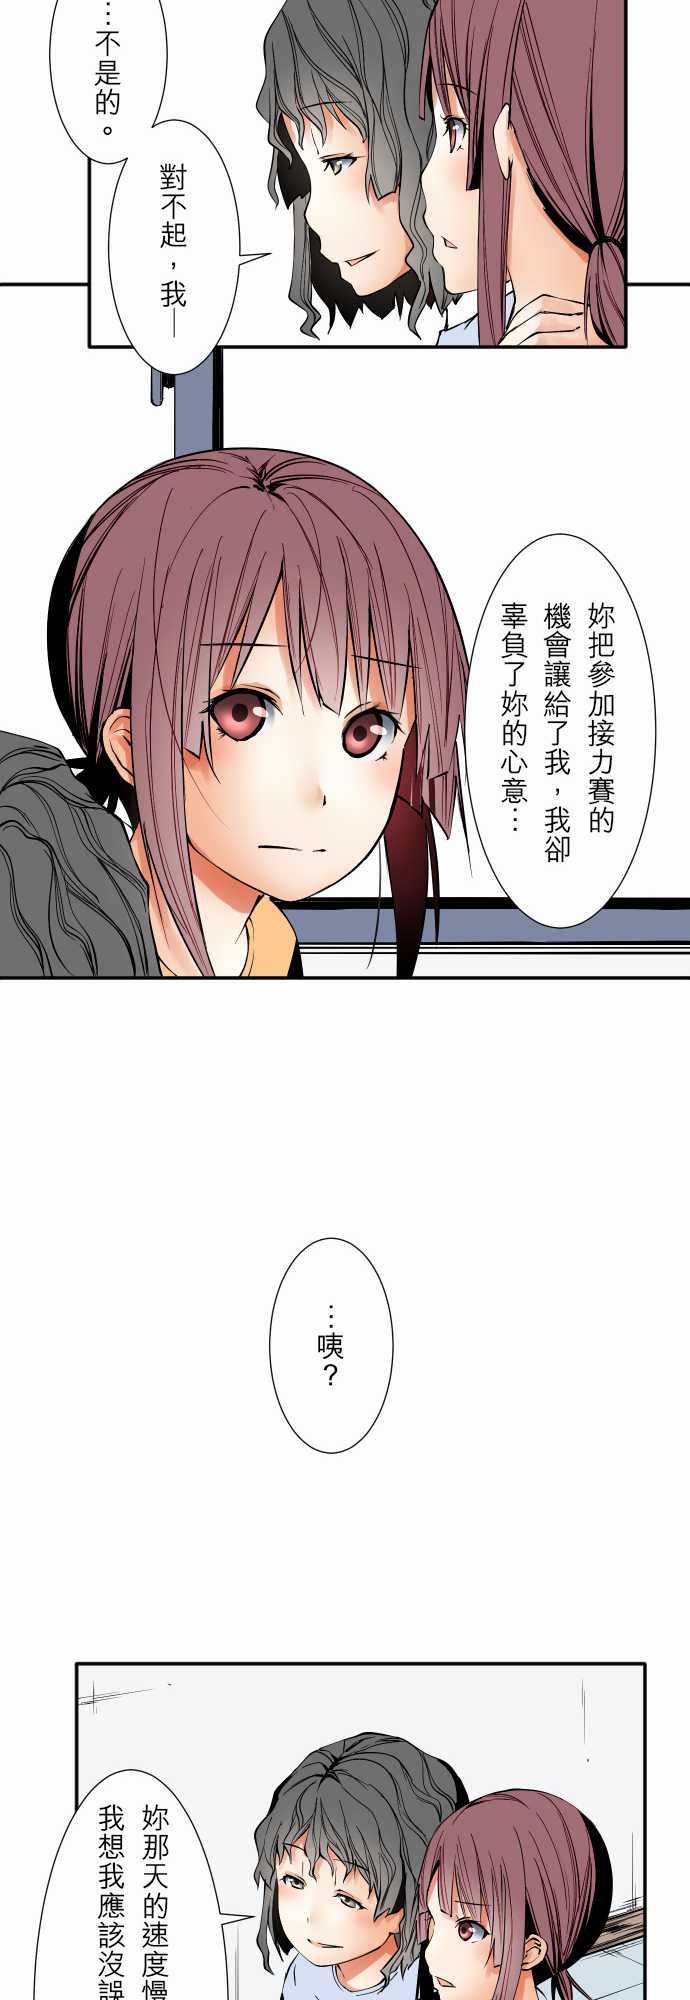 …不是的。
對不起，我—
妳把參加接力賽的
機會讓給了我，我卻
辜負了妳的心意…
…咦？
妳那天的速度慢
我想我應該沒誤